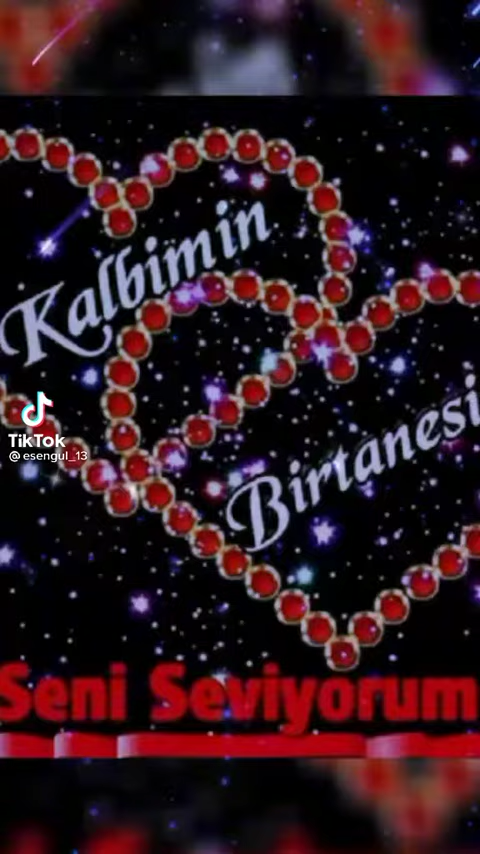 Kalbimin
TikTok
@esengul_13
Birtanesi
Seni Seviyorum